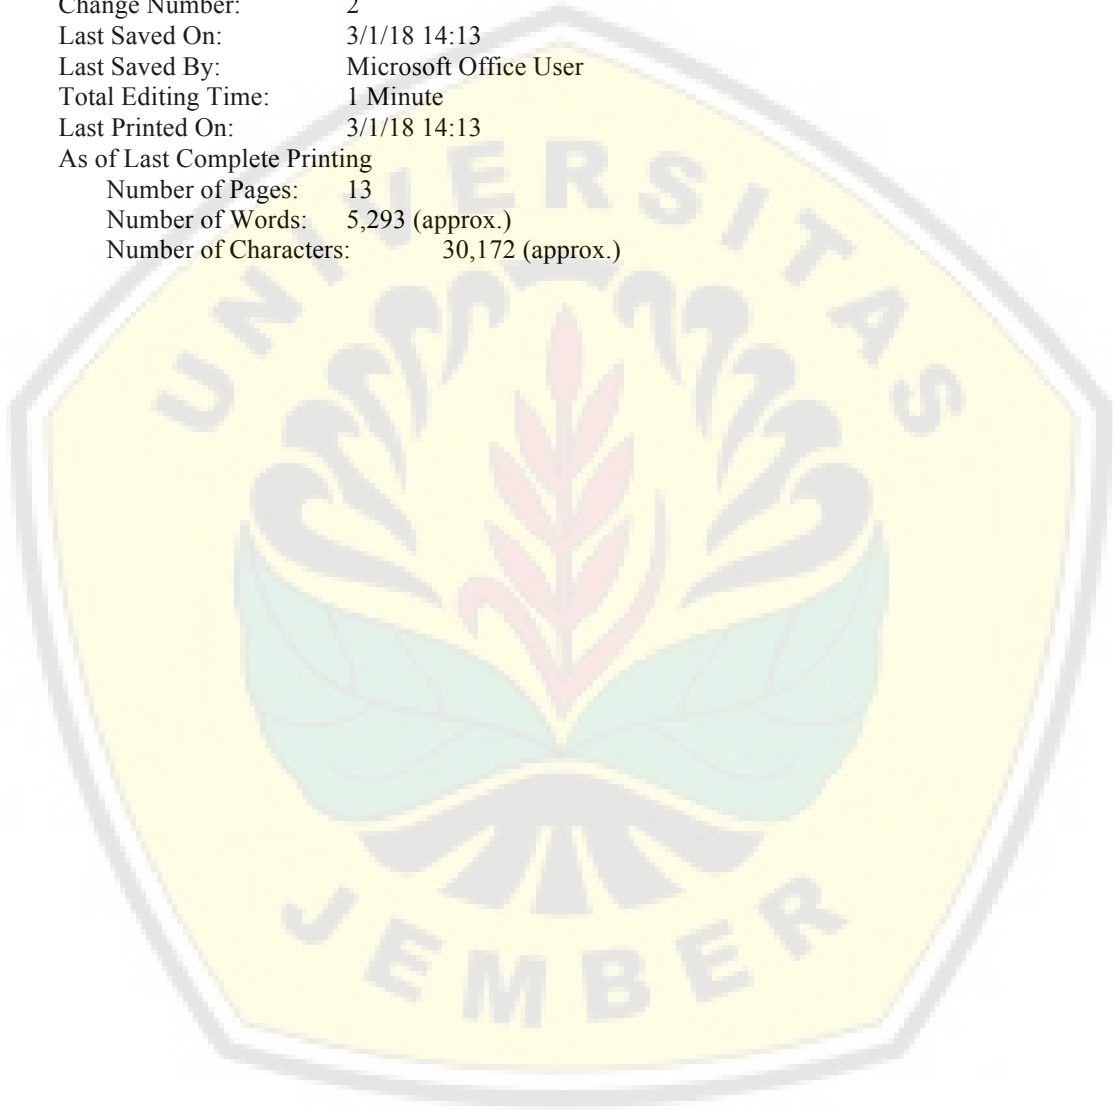 Change Number: 2
Last Saved On: 3/1/18 14:13
Last Saved By: Microsoft Office User
Total Editing Time: 1 Minute
Last Printed On: 3/1/18 14:13
As of Last Complete Printing
Number of Pages: 13
Number of Words: 5,293 (approx.)
Number of Characters: 30,172 (approx.)
UNIVERSITAS
JEMBER